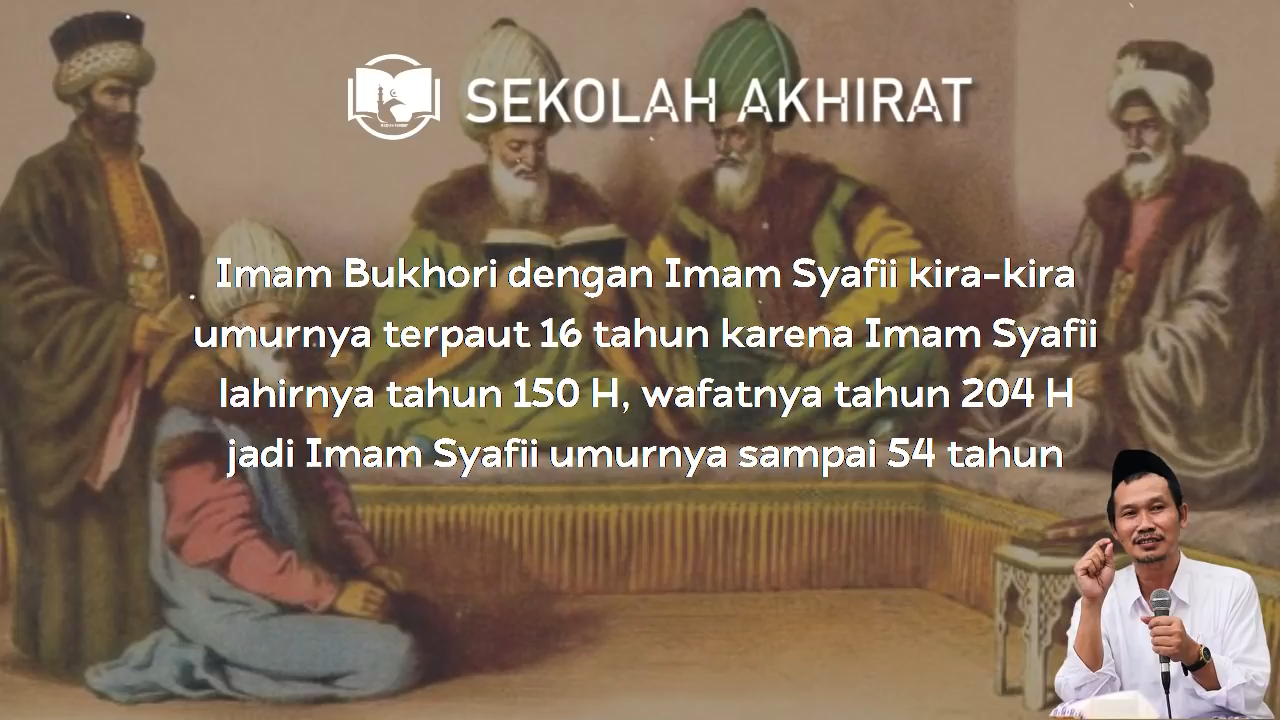 SEKOLAH AKHIRAT
Imam Bukhori dengan Imam Syafii kira-kira
umurnya terpaut 16 tahun karena Imam Syafii
lahirnya tahun 150 H, wafatnya tahun 204 H
jadi Imam Syafii umurnya sampai 54 tahun